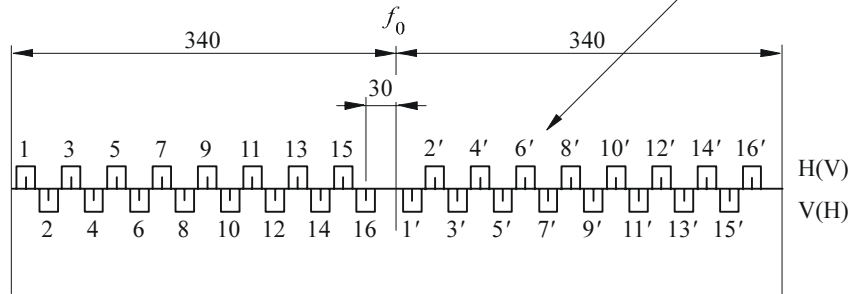 f0
340 340
30
1 3 5 7 9 11 13 15 2′ 4′ 6′ 8′ 10′ 12′ 14′ 16′ H(V)
2 4 6 8 10 12 14 16 1′ 3′ 5′ 7′ 9′ 11′ 13′ 15′ V(H)